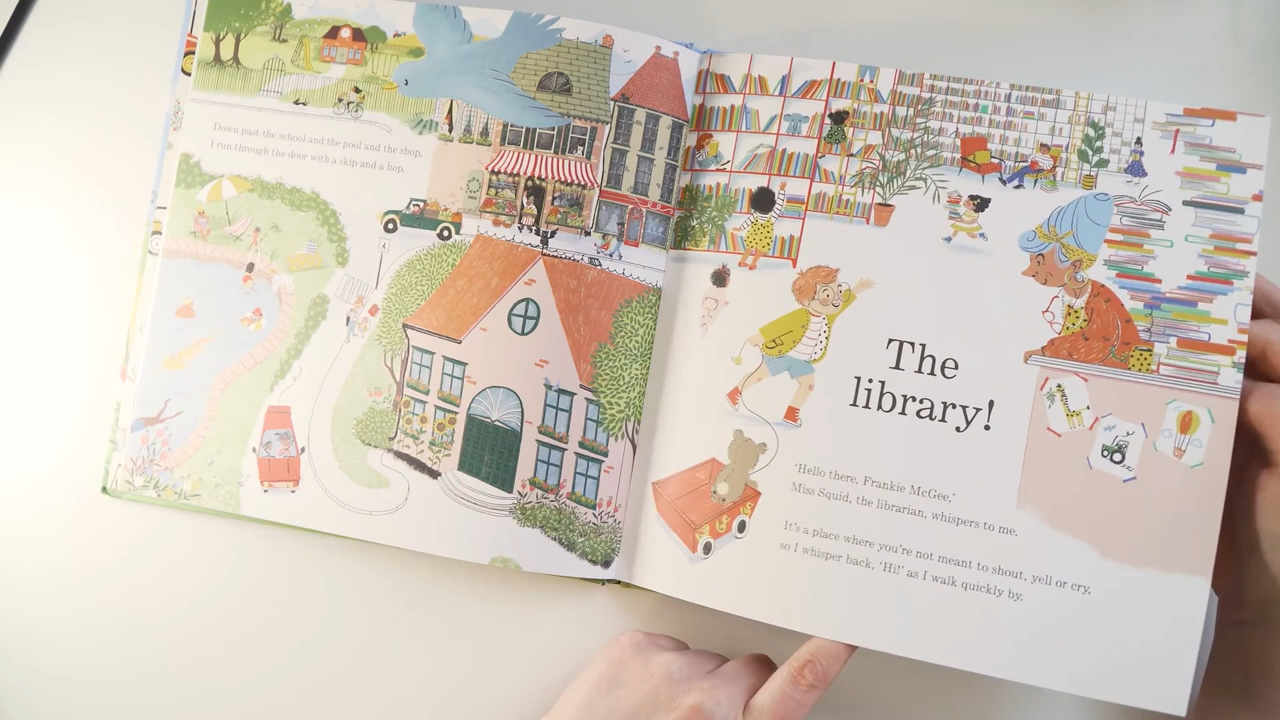 Down past the school and the pool and the shop,
I run through the door with a skip and a hop.
The
library!
‘Hello there, Frankie McGee,’
Miss Squid, the librarian, whispers to me.
It’s a place where you’re not meant to shout, yell or cry,
so I whisper back, ‘Hi!’ as I walk quickly by.